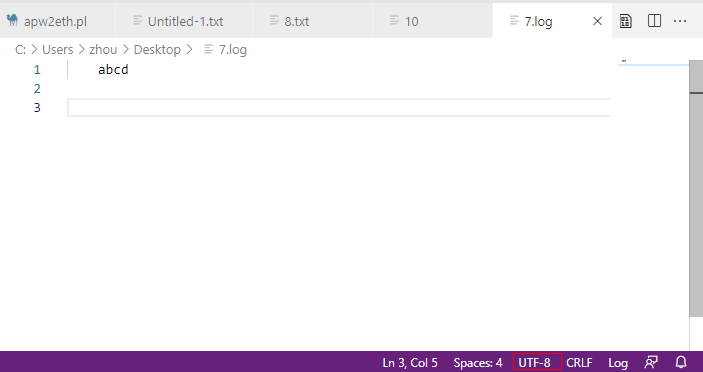 apw2eth.pl Untitled-1.txt 8.txt 10 7.log
C: > Users > zhou > Desktop > 7.log
1 abcd
2
3
Ln 3, Col 5 Spaces: 4 UTF-8 CRLF Log